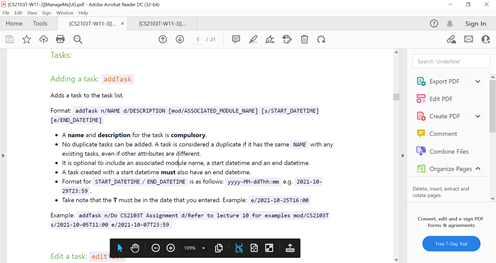 [CS2103T-W11-3][ManageMe]UG.pdf - Adobe Acrobat Reader DC (32-bit)
File Edit View Sign Window Help
Home Tools [CS2103T-W11-3][... × [CS2103T-W11-3][... Sign In
5 / 21
Tasks:
Adding a task: addTask
Adds a task to the task list.
Format: addTask n/NAME d/DESCRIPTION [mod/ASSOCIATED_MODULE_NAME] [s/START_DATETIME]
[e/END_DATETIME]
• A name and description for the task is compulsory.
• No duplicate tasks can be added. A task is considered a duplicate if it has the same NAME with any
existing tasks, even if other attributes are different.
• It is optional to include an associated module name, a start datetime and an end datetime.
• A task created with a start datetime must also have an end datetime.
• Format for START_DATETIME / END_DATETIME is as follows: yyyy-MM-ddThh:mm e.g. 2021-10-
29T23:59.
• Take note that the T must be in the date that you entered. Example: e/2021-10-25T16:00
Example: addTask n/Do CS2103T Assignment d/Refer to lecture 10 for examples mod/CS2103T
s/2021-10-05T11:00 e/2021-10-07T23:59
Edit a task: editTask
109%
Search 'Underline'
Export PDF
Edit PDF
Create PDF
Comment
Combine Files
Organize Pages
Delete, insert, extract and
rotate pages.
Convert, edit and e-sign PDF
forms & agreements
Free 7-Day Trial